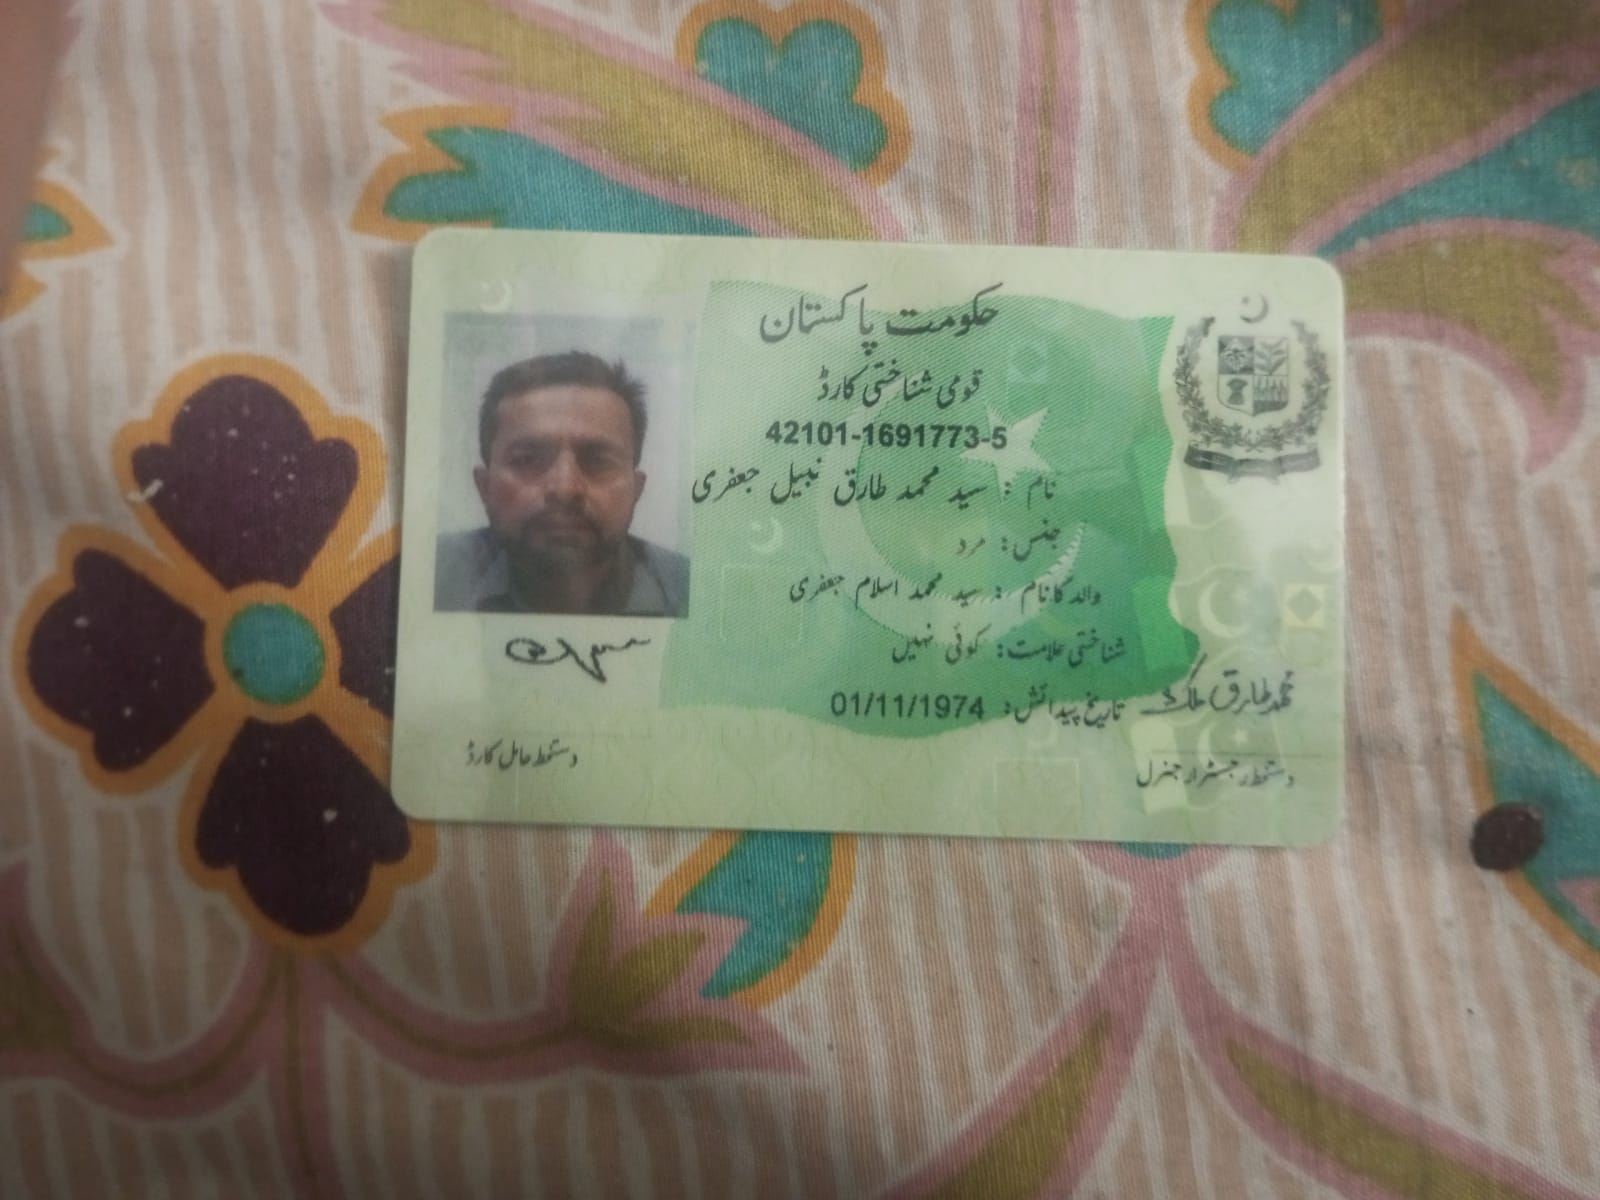 حکومت پاکستان
قومی شناختی کارڈ
42101-1691773-5
نام : سید محمد طارق نبیل جعفری
جنس : مرد
والد کا نام : سید محمد اسلام جعفری
شناختی علامت : کوئی نہیں
تاریخ پیدائش : 01/11/1974
محمد طارق ملک
دستخط حامل کارڈ
دستخط رجسٹرار جنرل